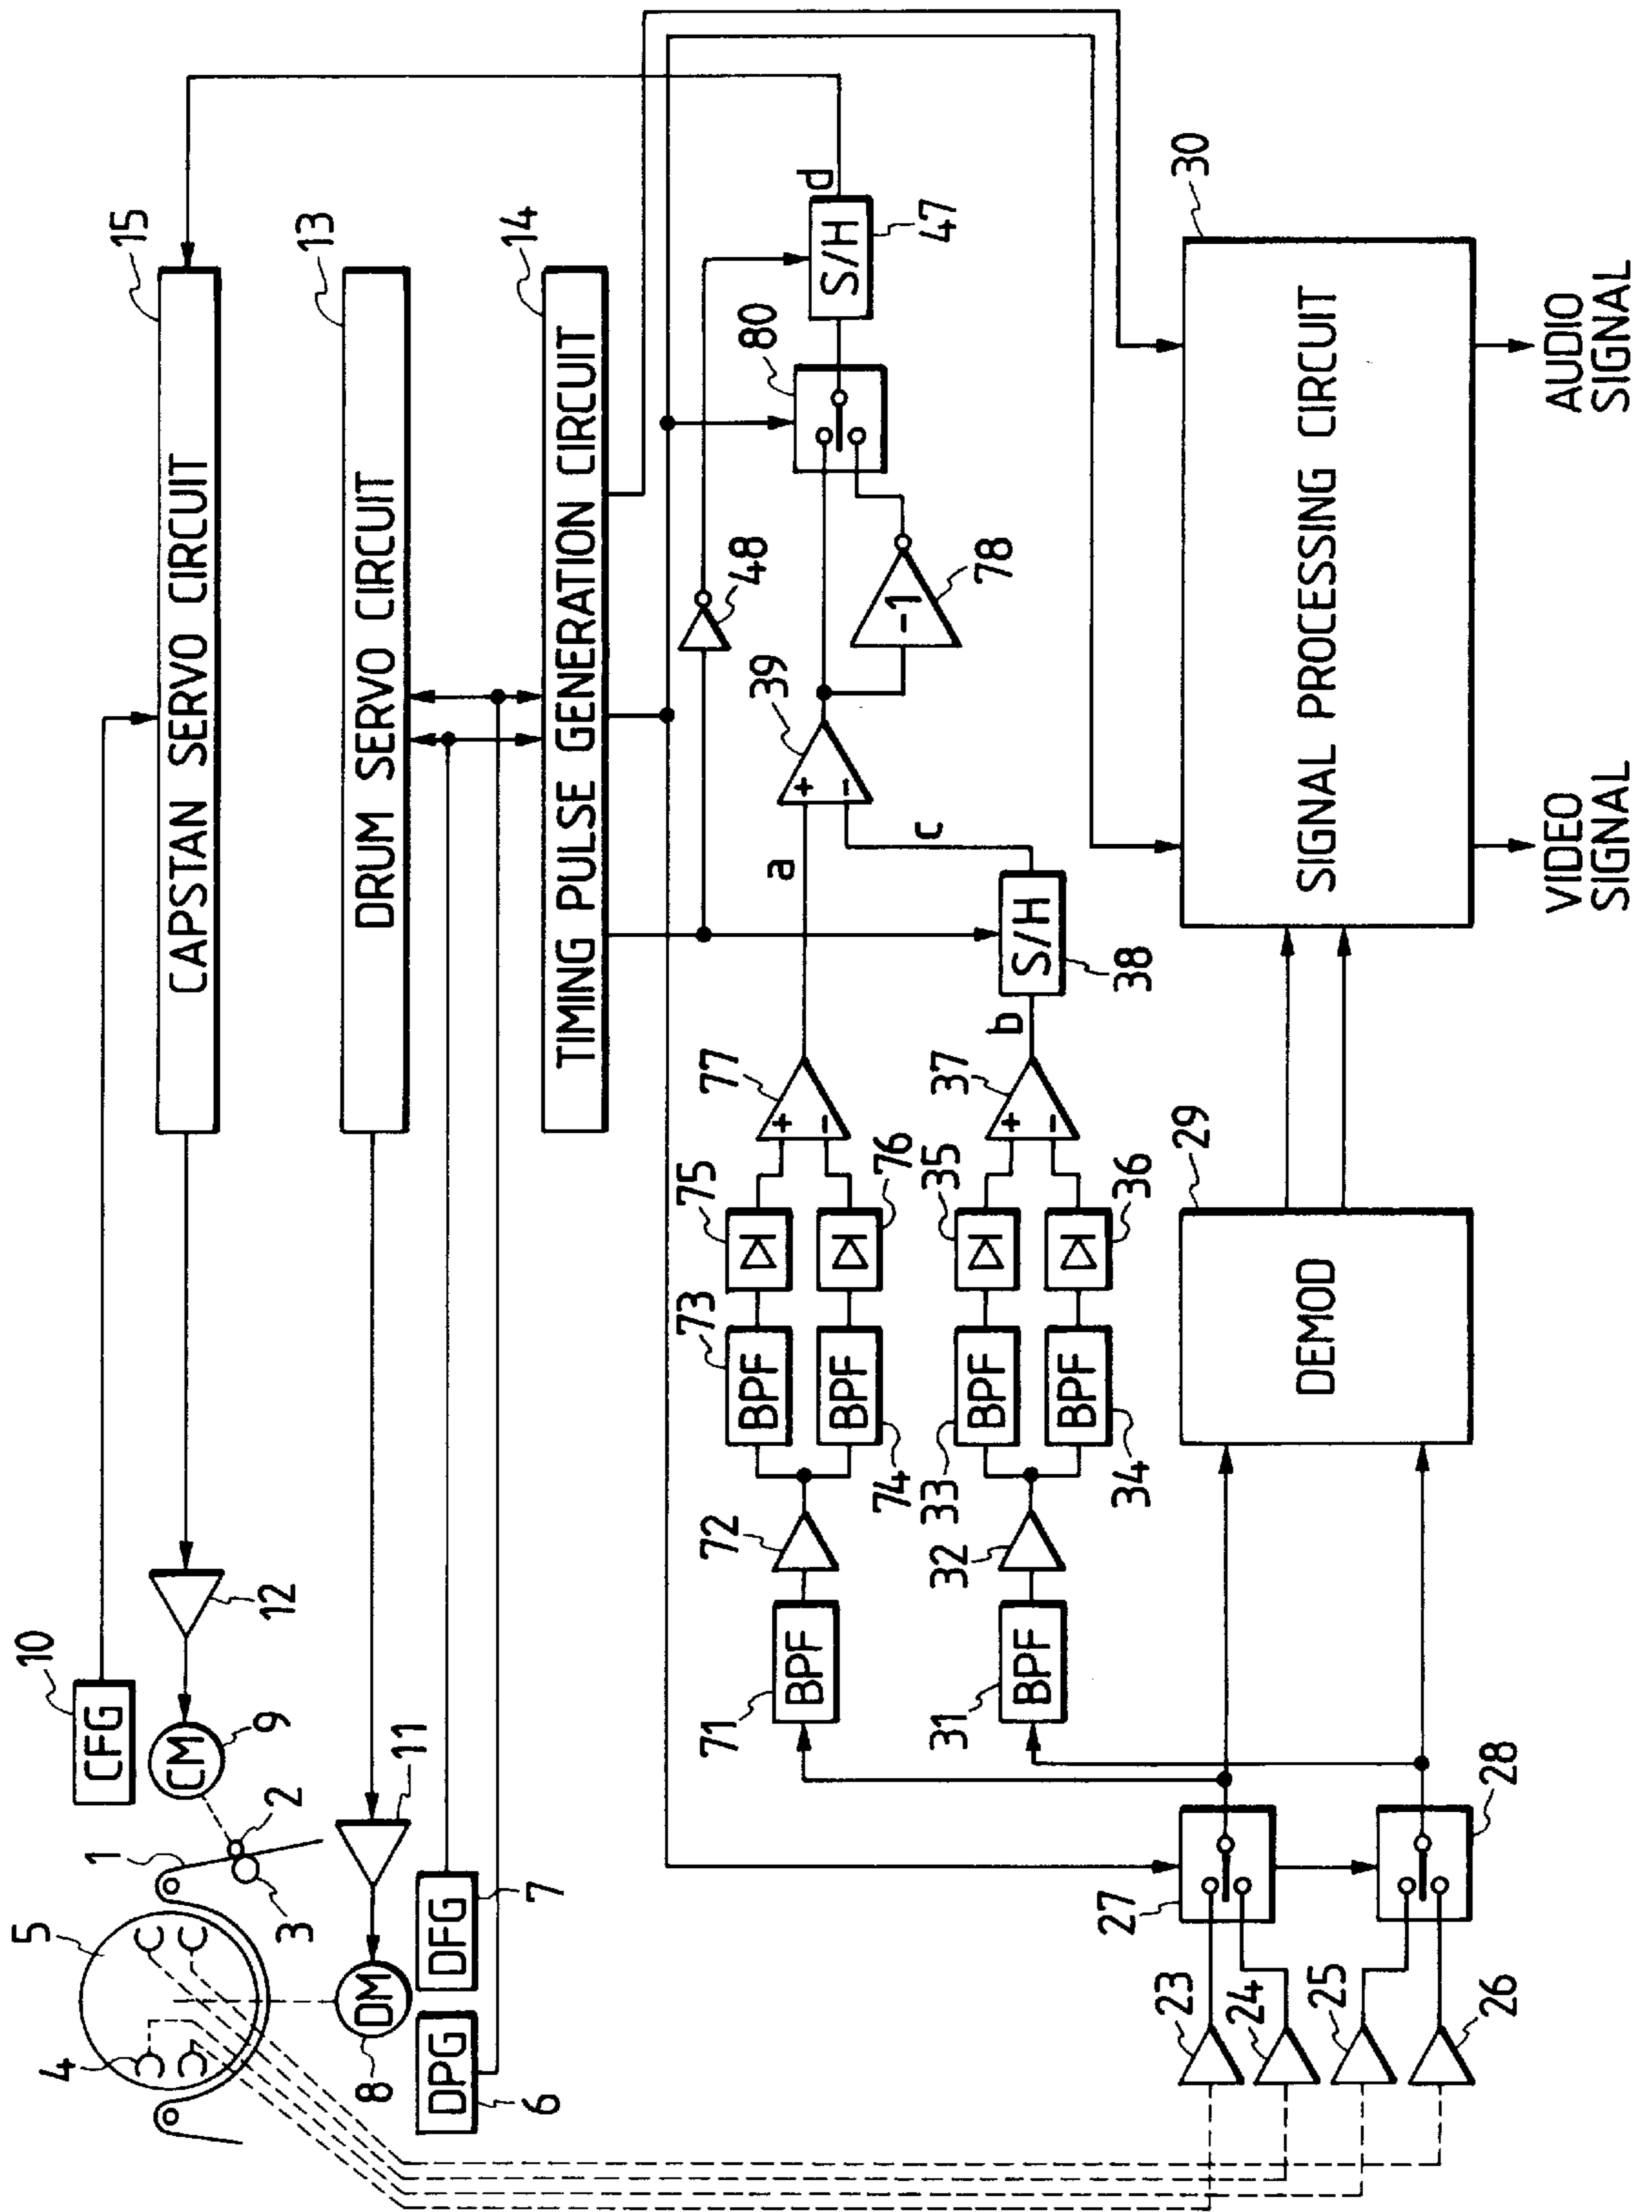 15
CAPSTAN SERVO CIRCUIT
10
CFG
12
CM
9
13
DRUM SERVO CIRCUIT
1
2
3
11
5
4
DM
8
DFG
7
DPG
6
14
TIMING PULSE GENERATION CIRCUIT
d
S/H
47
80
48
-1
78
39
+
-
a
c
S/H
38
b
77
+
-
37
+
-
75
76
35
36
73
BPF
BPF
74
33
BPF
BPF
34
72
32
71
BPF
31
BPF
30
SIGNAL PROCESSING CIRCUIT
AUDIO
SIGNAL
VIDEO
SIGNAL
29
DEMOD
27
28
23
24
25
26